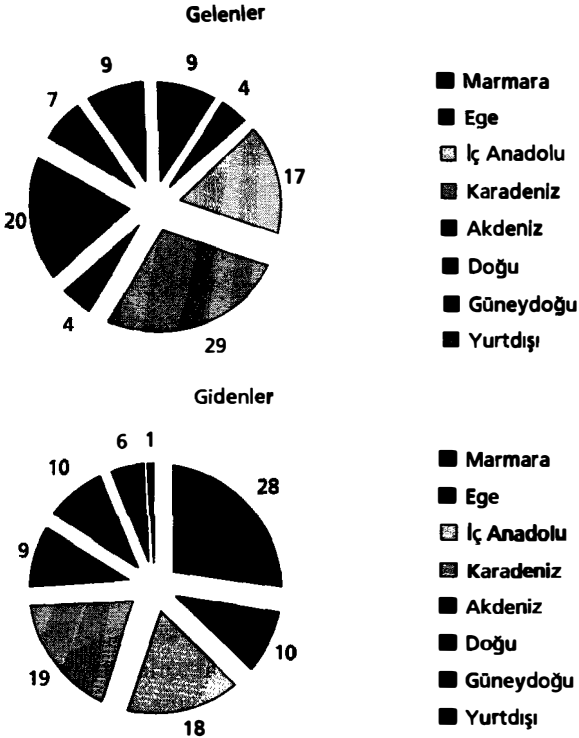 Gelenler
9
9
4
7
17
20
4
29
Marmara
Ege
İç Anadolu
Karadeniz
Akdeniz
Doğu
Güneydoğu
Yurtdışı
Gidenler
6 1
10
28
9
10
19
18
Marmara
Ege
İç Anadolu
Karadeniz
Akdeniz
Doğu
Güneydoğu
Yurtdışı